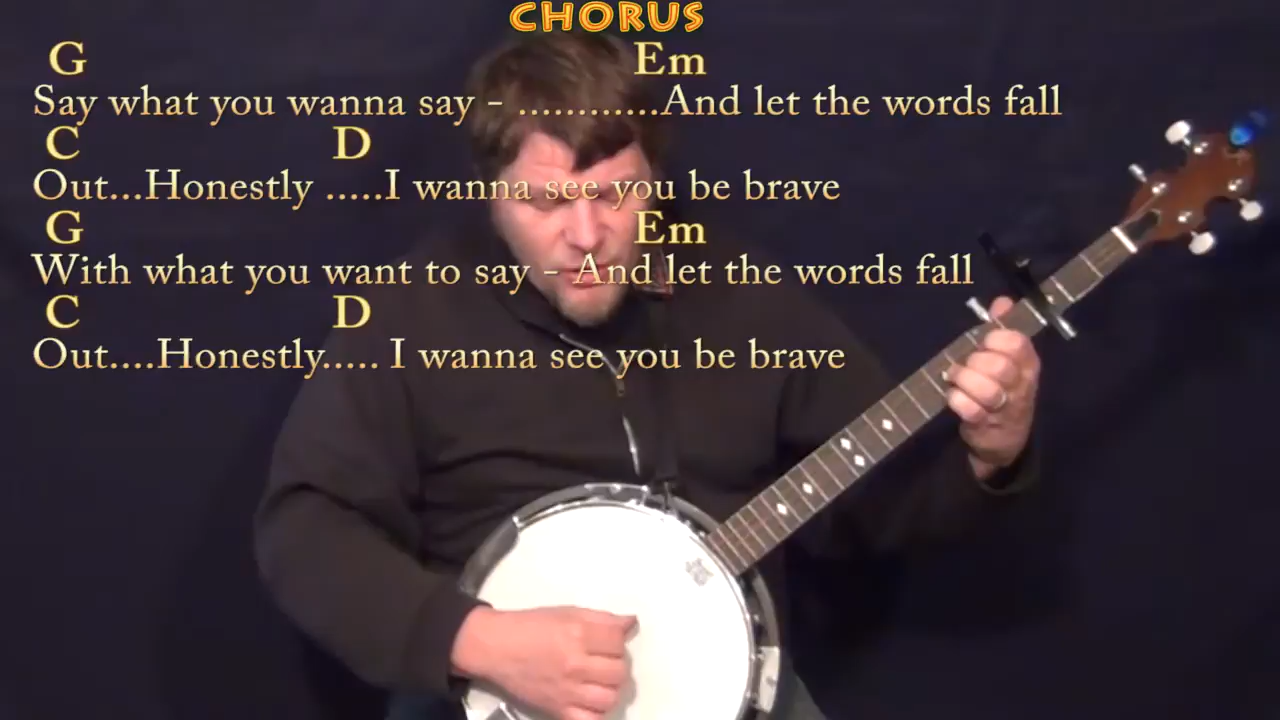 CHORUS
G Em
Say what you wanna say - ............And let the words fall
C D
Out...Honestly .....I wanna see you be brave
G Em
With what you want to say - And let the words fall
C D
Out....Honestly..... I wanna see you be brave